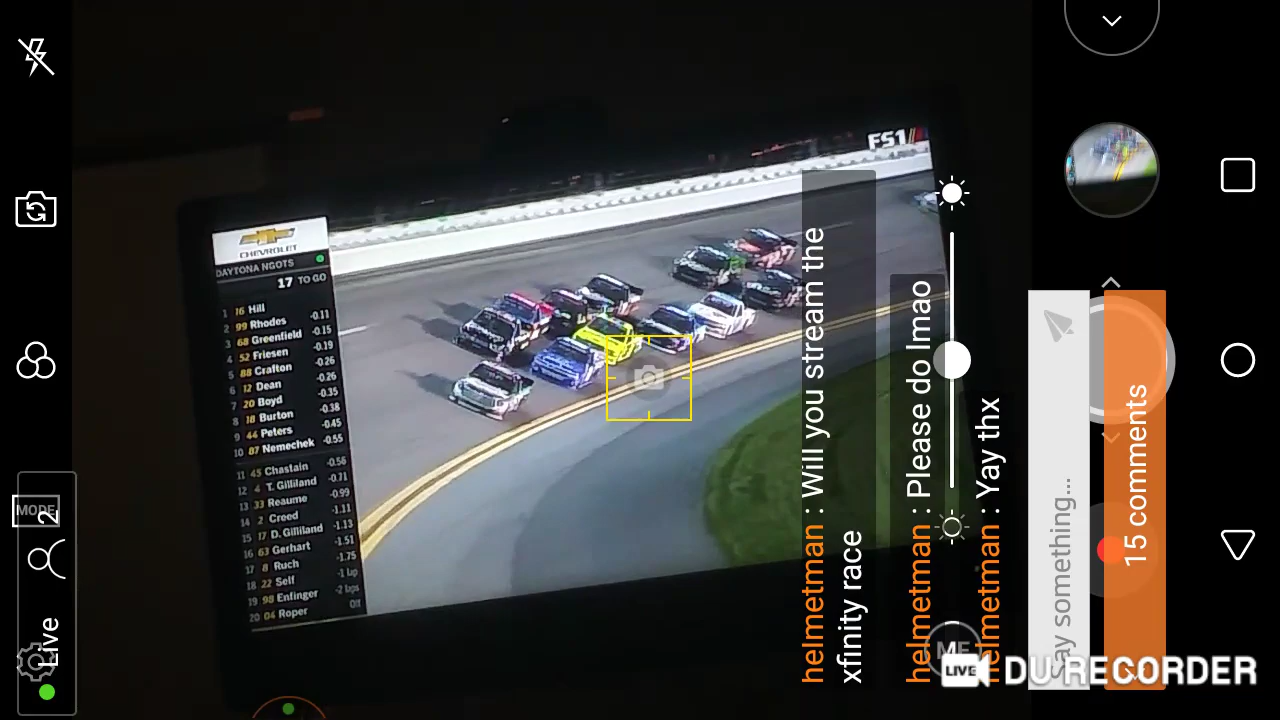 FS1
CHEVROLET
DAYTONA NGOTS
17 TO GO
1 16 Hill
2 99 Rhodes -0.11
3 68 Greenfield -0.15
4 52 Friesen -0.19
5 88 Crafton -0.26
6 12 Dean -0.26
7 20 Boyd -0.35
8 18 Burton -0.38
9 44 Peters -0.45
10 87 Nemechek -0.55
11 45 Chastain -0.56
12 4 T. Gilliland -0.71
13 33 Reaume -0.99
14 2 Creed -1.11
15 17 D. Gilliland -1.13
16 63 Gerhart -1.51
17 8 Ruch -1.75
18 22 Self -1 lap
19 98 Enfinger -2 laps
20 04 Roper Off
MODE
2
Live
helmetman : Will you stream the
xfinity race
helmetman : Please do lmao
helmetman : Yay thx
Say something...
15 comments
LIVE DU RECORDER